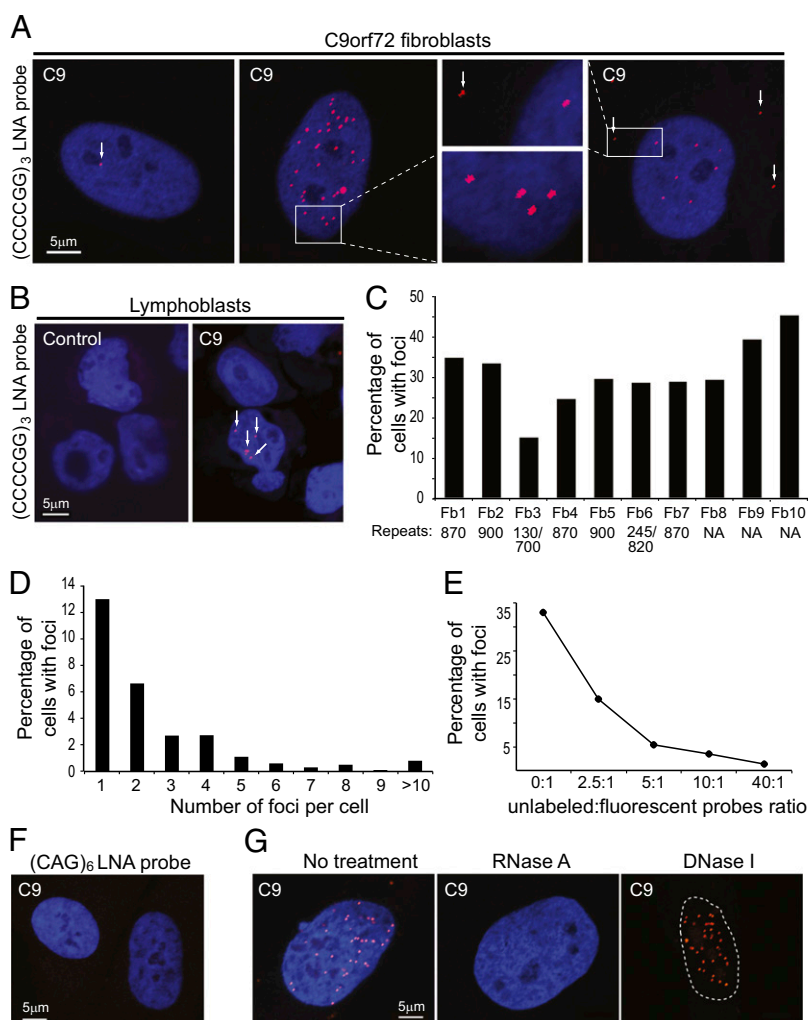 A
C9orf72 fibroblasts
(CCCCGG)3 LNA probe
C9
C9
C9
5µm
B
Lymphoblasts
(CCCCGG)3 LNA probe
Control
C9
5µm
C
Percentage of
cells with foci
50
40
30
20
10
0
Fb1 Fb2 Fb3 Fb4 Fb5 Fb6 Fb7 Fb8 Fb9 Fb10
Repeats: 870 900 130/ 870 900 245/ 870 NA NA NA
700 820
D
Percentage of
cells with foci
14
12
10
8
6
4
2
0
1 2 3 4 5 6 7 8 9 >10
Number of foci per cell
E
Percentage of
cells with foci
35
15
5
0:1 2.5:1 5:1 10:1 40:1
unlabeled:fluorescent probes ratio
F
(CAG)6 LNA probe
C9
5µm
G
No treatment RNase A DNase I
C9 C9 C9
5µm